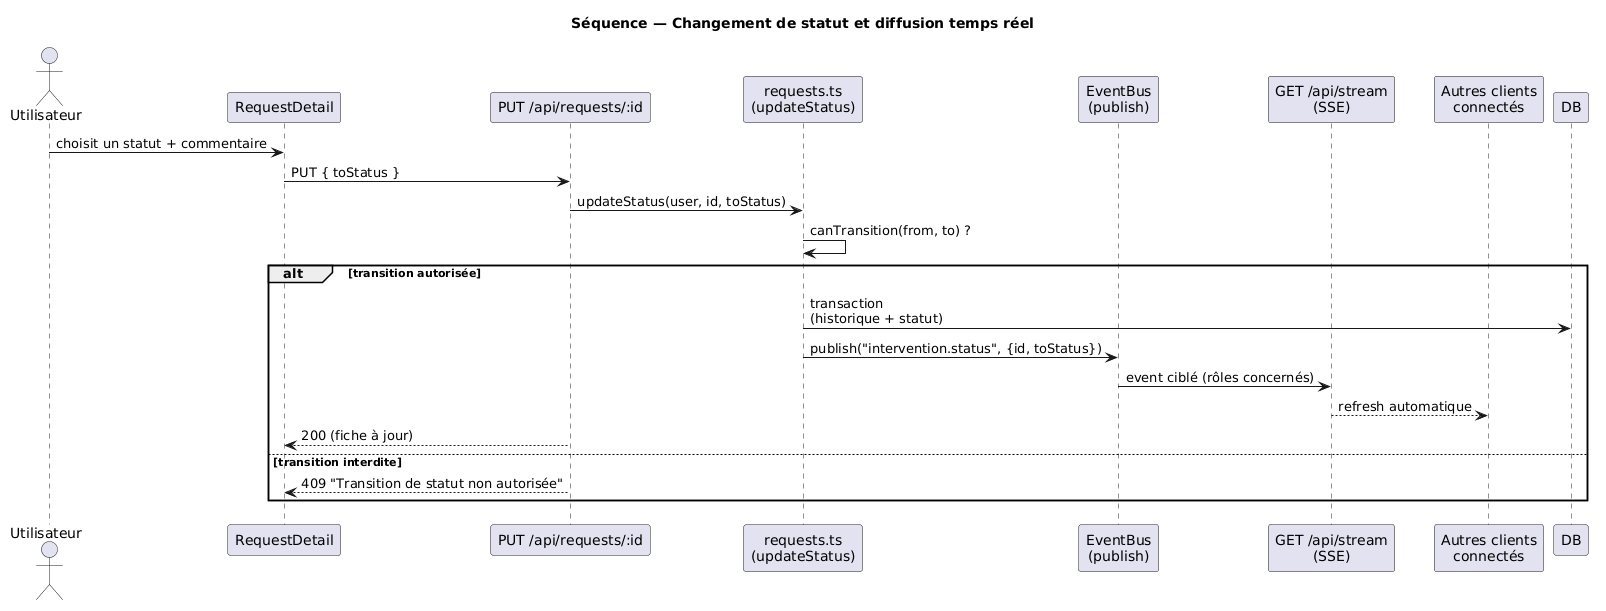 Séquence — Changement de statut et diffusion temps réel
Utilisateur
RequestDetail
PUT /api/requests/:id
requests.ts
(updateStatus)
EventBus
(publish)
GET /api/stream
(SSE)
Autres clients
connectés
DB
choisit un statut + commentaire
PUT { toStatus }
updateStatus(user, id, toStatus)
canTransition(from, to) ?
alt [transition autorisée]
transaction
(historique + statut)
publish("intervention.status", {id, toStatus})
event ciblé (rôles concernés)
refresh automatique
200 (fiche à jour)
[transition interdite]
409 "Transition de statut non autorisée"
Utilisateur
RequestDetail
PUT /api/requests/:id
requests.ts
(updateStatus)
EventBus
(publish)
GET /api/stream
(SSE)
Autres clients
connectés
DB